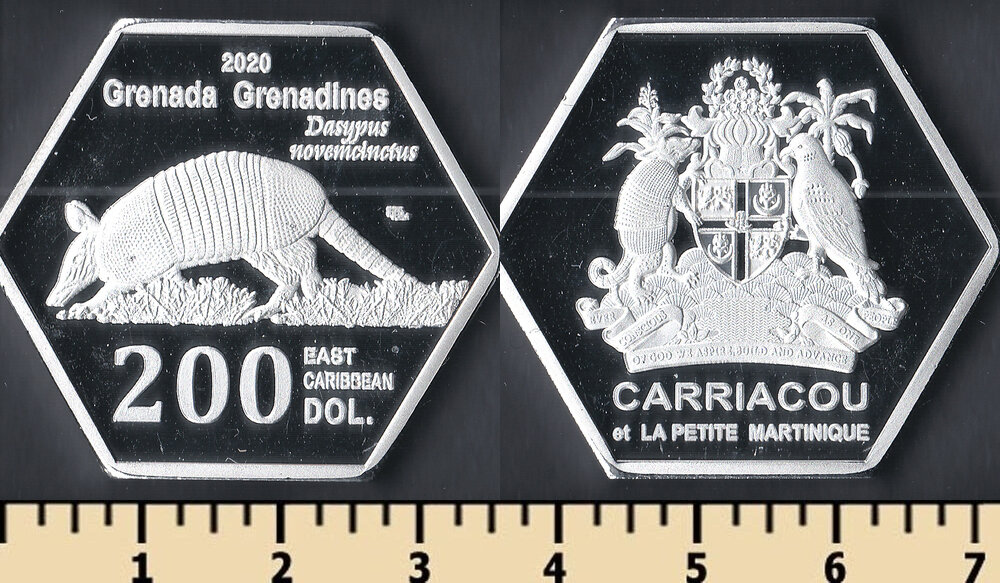 2020
Grenada Grenadines
Dasypus
novemcinctus
200
EAST
CARIBBEAN
DOL.
EVER CONSCIOUS OF GOD WE ASPIRE, BUILD AND ADVANCE AS ONE PEOPLE
CARRIACOU
et LA PETITE MARTINIQUE
1 2 3 4 5 6 7